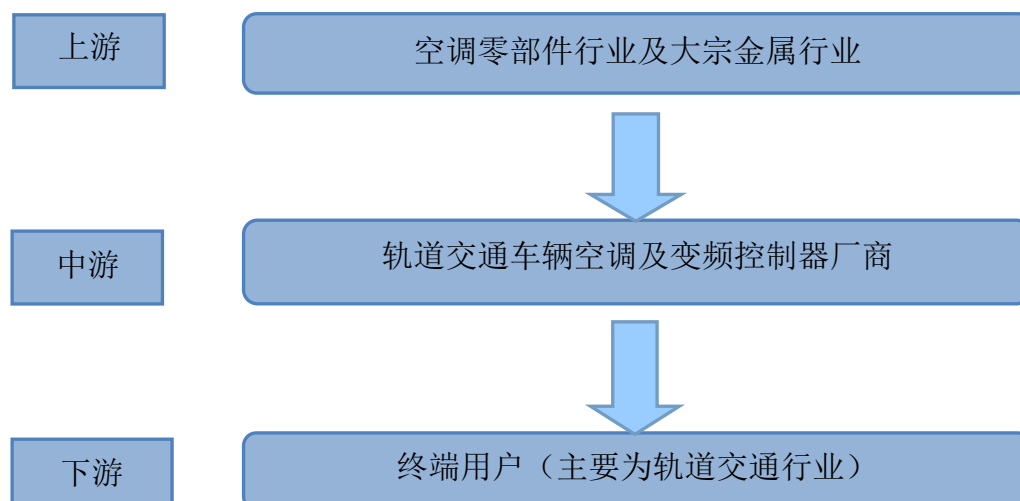 上游
空调零部件行业及大宗金属行业
中游
轨道交通车辆空调及变频控制器厂商
下游
终端用户（主要为轨道交通行业）